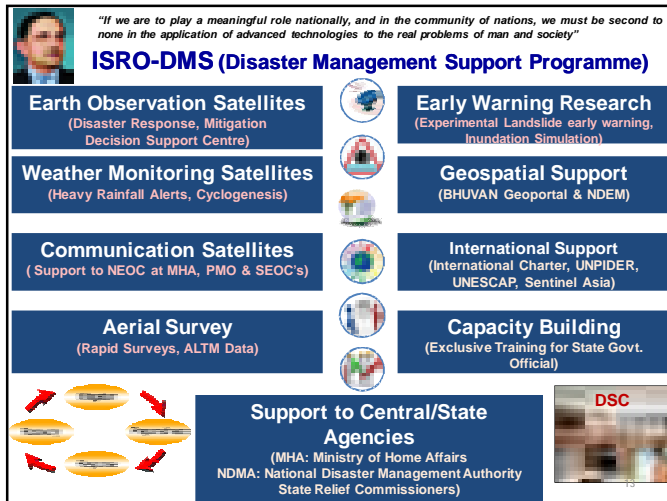 “If we are to play a meaningful role nationally, and in the community of nations, we must be second to
none in the application of advanced technologies to the real problems of man and society”
ISRO-DMS (Disaster Management Support Programme)
Earth Observation Satellites
(Disaster Response, Mitigation
Decision Support Centre)
Early Warning Research
(Experimental Landslide early warning,
Inundation Simulation)
Weather Monitoring Satellites
(Heavy Rainfall Alerts, Cyclogenesis)
Geospatial Support
(BHUVAN Geoportal & NDEM)
Communication Satellites
( Support to NEOC at MHA, PMO & SEOC’s)
International Support
(International Charter, UNPIDER,
UNESCAP, Sentinel Asia)
Aerial Survey
(Rapid Surveys, ALTM Data)
Capacity Building
(Exclusive Training for State Govt.
Official)
Support to Central/State
Agencies
(MHA: Ministry of Home Affairs
NDMA: National Disaster Management Authority
State Relief Commissioners)
DSC
13